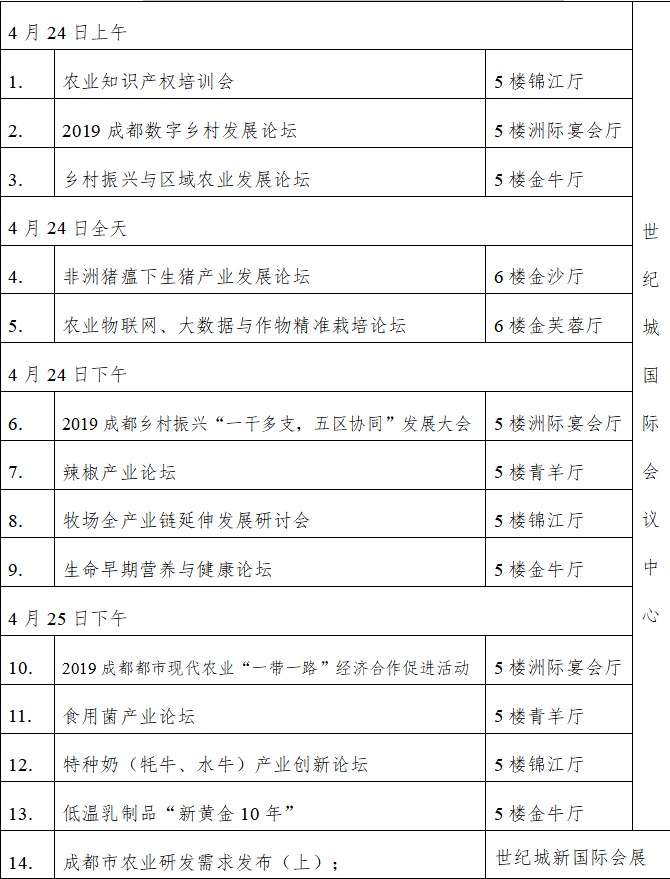 4 月 24 日上午
1. 农业知识产权培训会 5 楼锦江厅
2. 2019 成都数字乡村发展论坛 5 楼洲际宴会厅
3. 乡村振兴与区域农业发展论坛 5 楼金牛厅
4 月 24 日全天
4. 非洲猪瘟下生猪产业发展论坛 6 楼金沙厅
5. 农业物联网、大数据与作物精准栽培论坛 6 楼金芙蓉厅
4 月 24 日下午
6. 2019 成都乡村振兴“一干多支，五区协同”发展大会 5 楼洲际宴会厅
7. 辣椒产业论坛 5 楼青羊厅
8. 牧场全产业链延伸发展研讨会 5 楼锦江厅
9. 生命早期营养与健康论坛 5 楼金牛厅
4 月 25 日下午
10. 2019 成都都市现代农业“一带一路”经济合作促进活动 5 楼洲际宴会厅
11. 食用菌产业论坛 5 楼青羊厅
12. 特种奶（牦牛、水牛）产业创新论坛 5 楼锦江厅
13. 低温乳制品“新黄金 10 年” 5 楼金牛厅
世纪城国际会议中心
14. 成都市农业研发需求发布（上）； 世纪城新国际会展